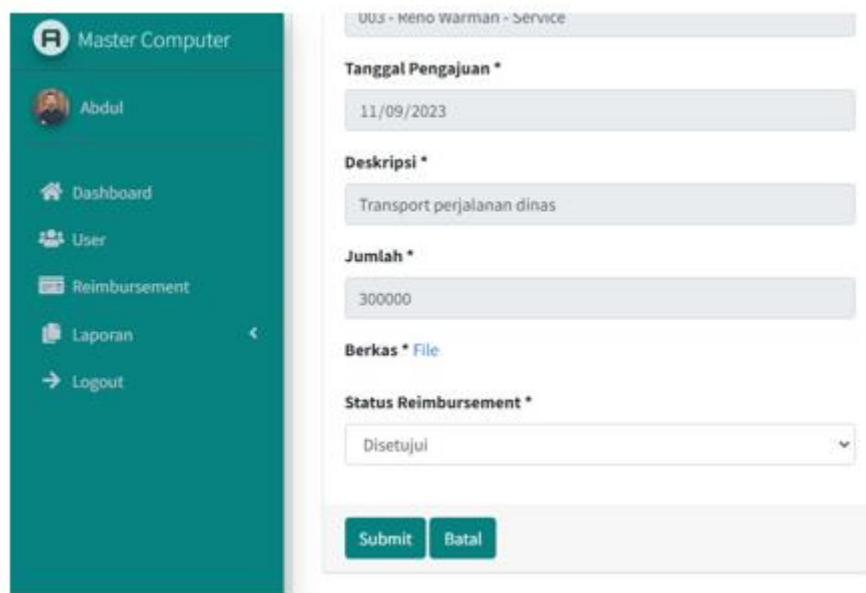 Master Computer
Abdul
Dashboard
User
Reimbursement
Laporan
Logout
003 - Reno Warman - Service
Tanggal Pengajuan *
11/09/2023
Deskripsi *
Transport perjalanan dinas
Jumlah *
300000
Berkas * File
Status Reimbursement *
Disetujui
Submit Batal